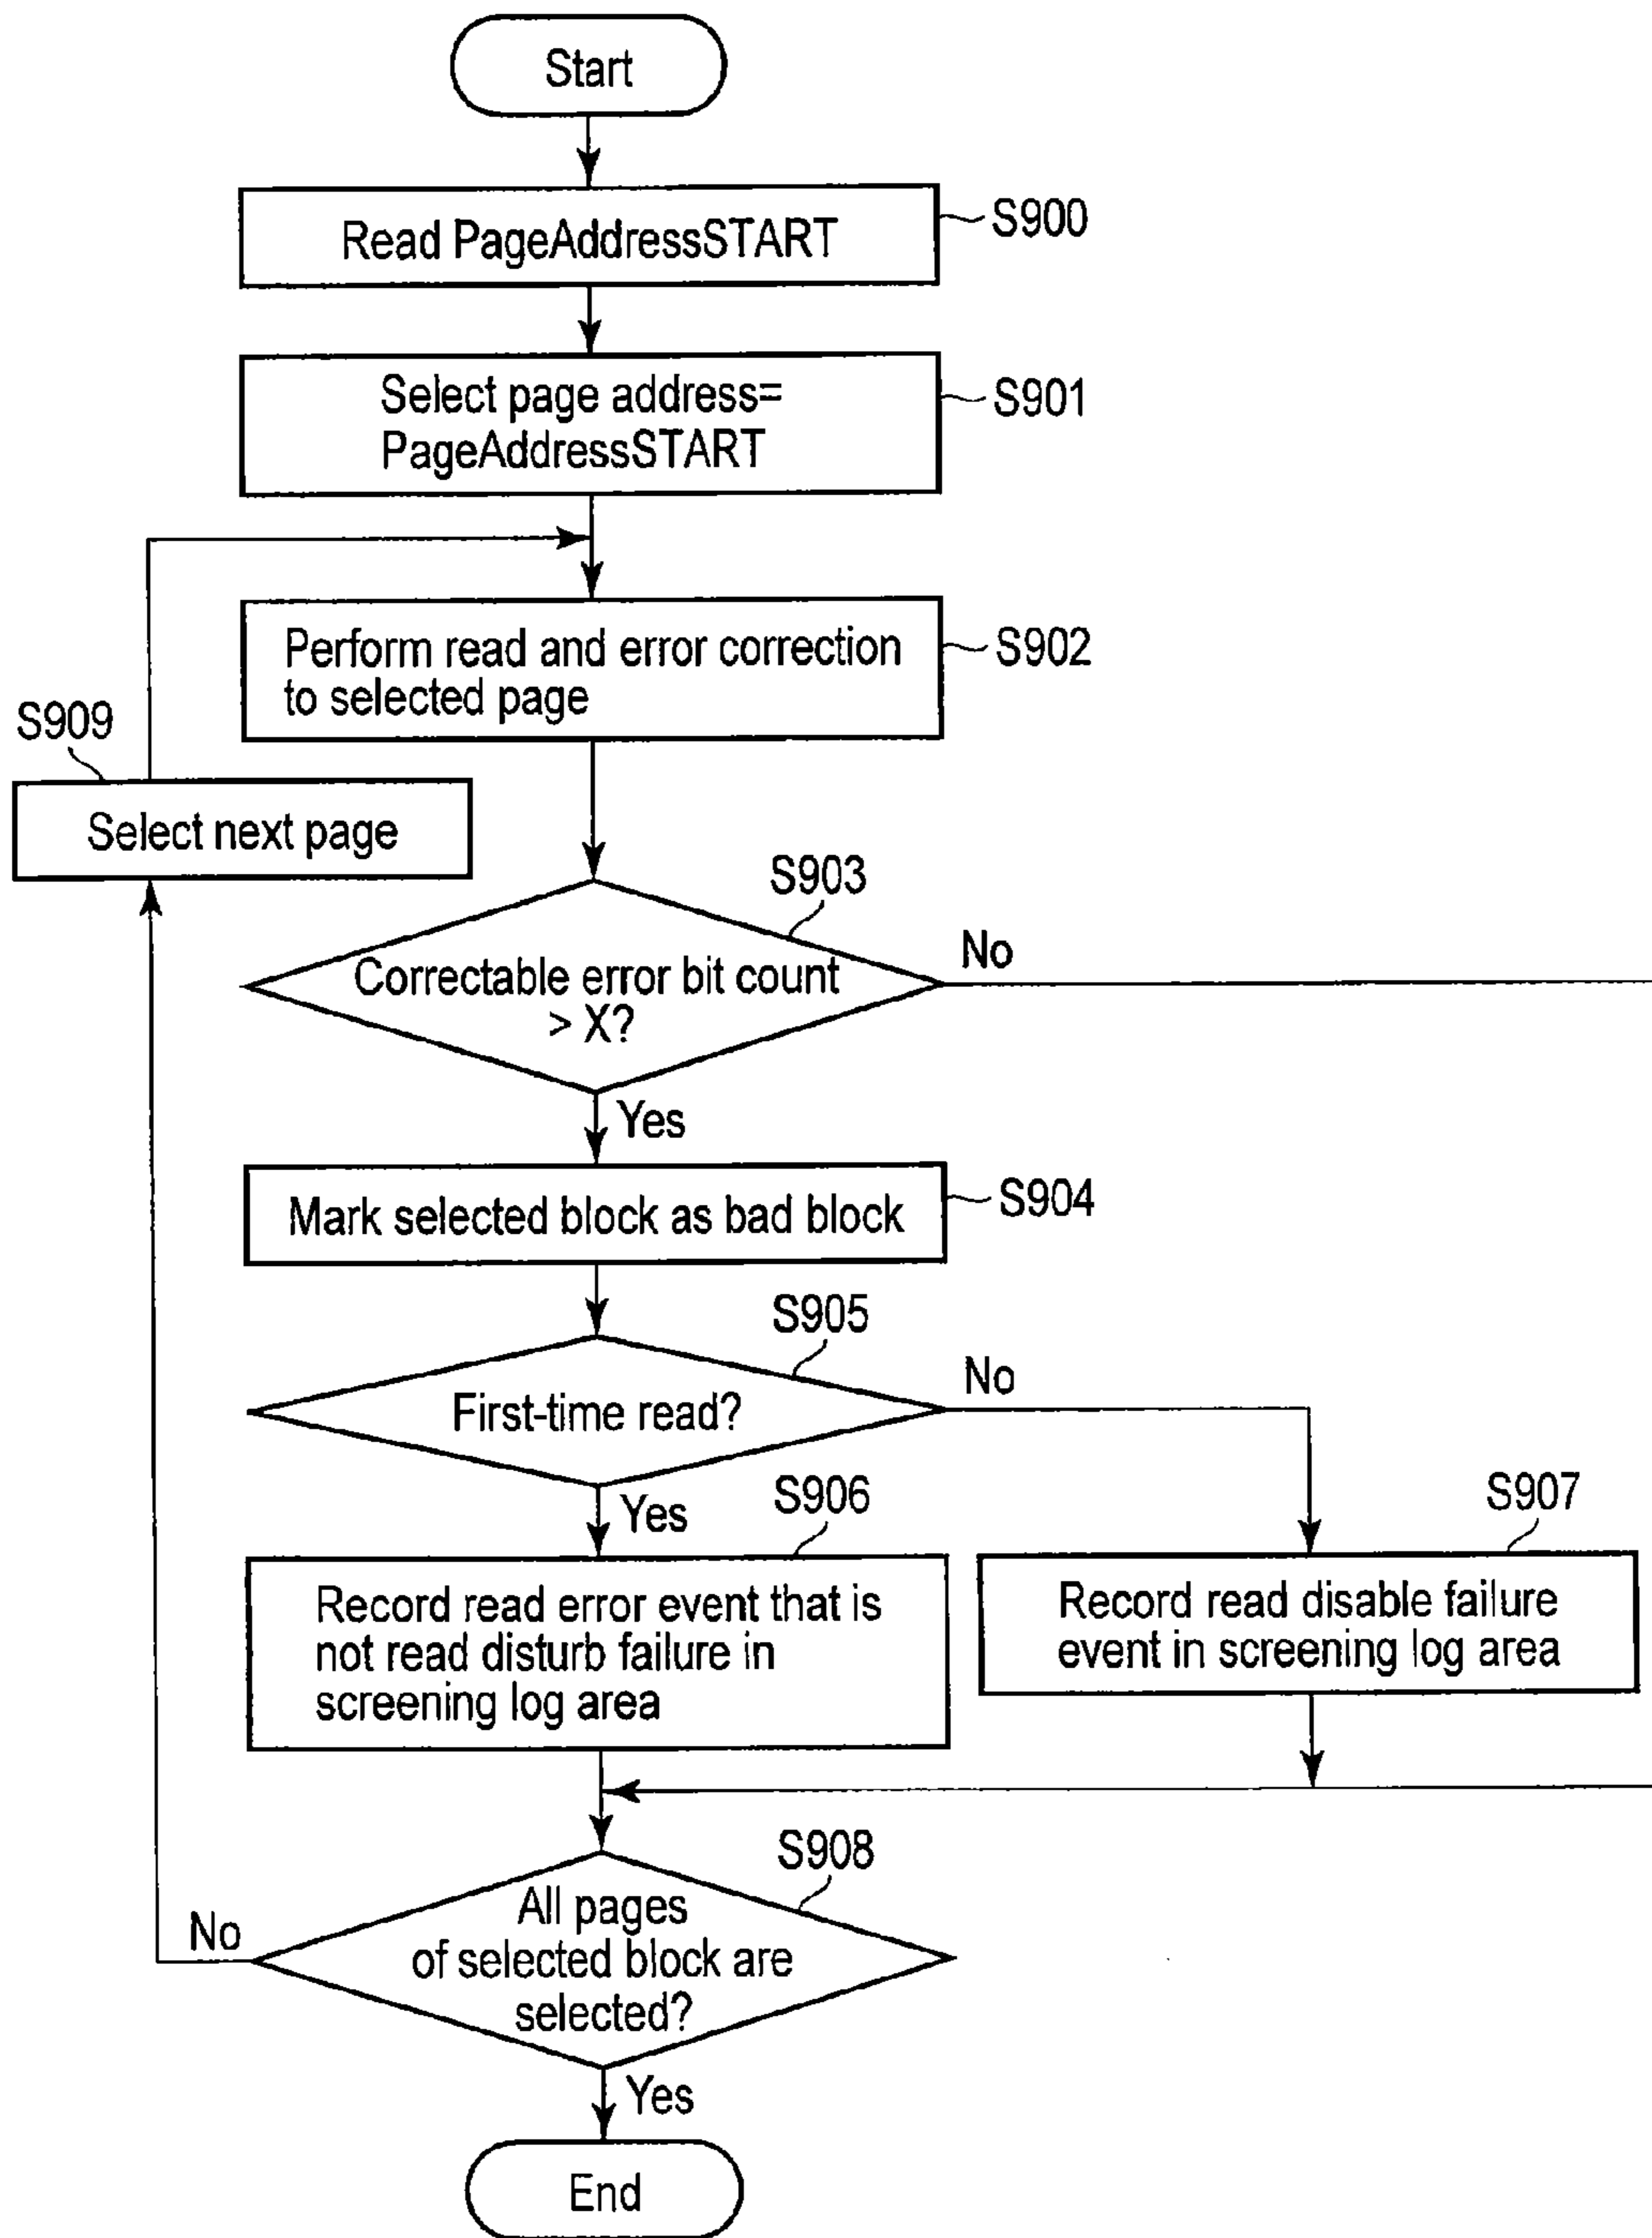 Start
Read PageAddressSTART
S900
Select page address=
PageAddressSTART
S901
Perform read and error correction
to selected page
S902
S909
Select next page
S903
Correctable error bit count
> X?
No
Yes
Mark selected block as bad block
S904
S905
First-time read?
No
Yes
S906
Record read error event that is
not read disturb failure in
screening log area
S907
Record read disable failure
event in screening log area
S908
All pages
of selected block are
selected?
No
Yes
End